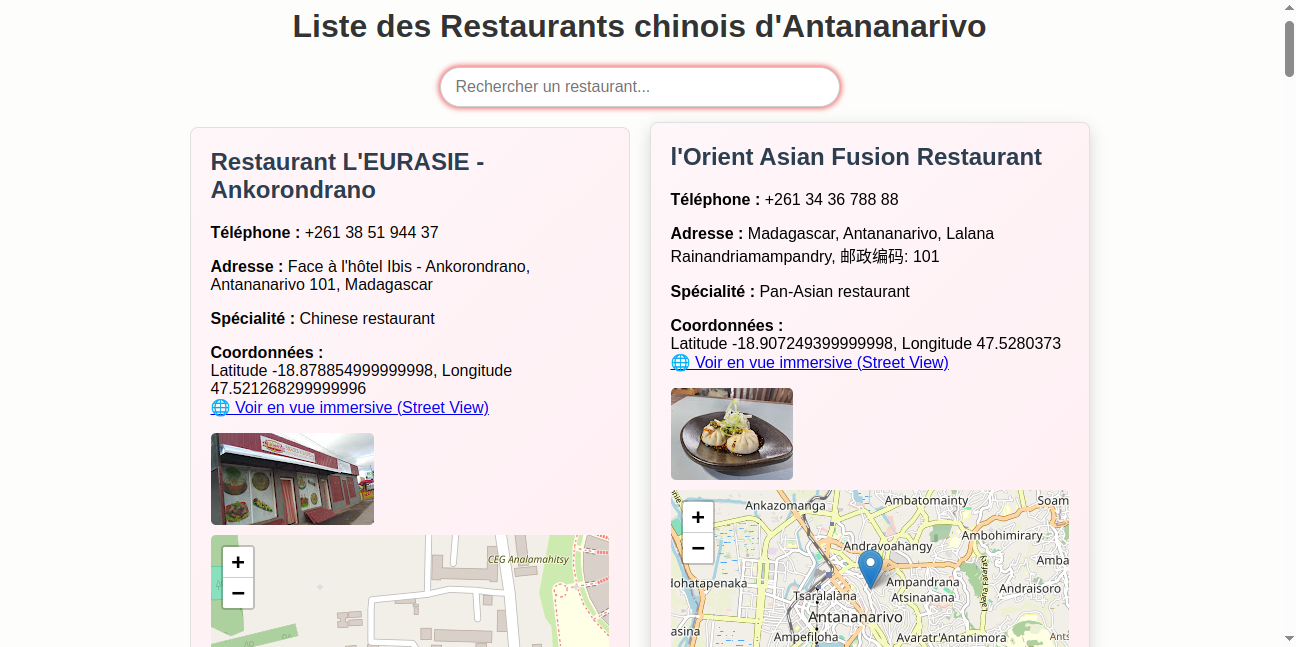 Liste des Restaurants chinois d'Antananarivo
Rechercher un restaurant...
Restaurant L'EURASIE -
Ankorondrano
Téléphone : +261 38 51 944 37
Adresse : Face à l'hôtel Ibis - Ankorondrano,
Antananarivo 101, Madagascar
Spécialité : Chinese restaurant
Coordonnées :
Latitude -18.878854999999998, Longitude
47.521268299999996
🌐 Voir en vue immersive (Street View)
+
−
CEG Analamahitsy
l'Orient Asian Fusion Restaurant
Téléphone : +261 34 36 788 88
Adresse : Madagascar, Antananarivo, Lalana
Rainandriamampandry, 邮政编码: 101
Spécialité : Pan-Asian restaurant
Coordonnées :
Latitude -18.907249399999998, Longitude 47.5280373
🌐 Voir en vue immersive (Street View)
+
−
Ankazomanga
Ambatomainty
Soam
Ambohimirary
Andravoahangy
Amba
lohatapenaka
Ampandrana
Atsinanana
Andraisoro
Tsaralalana
Antananarivo
asina
Ampefiloha
Avaratr'Antanimora
Ants